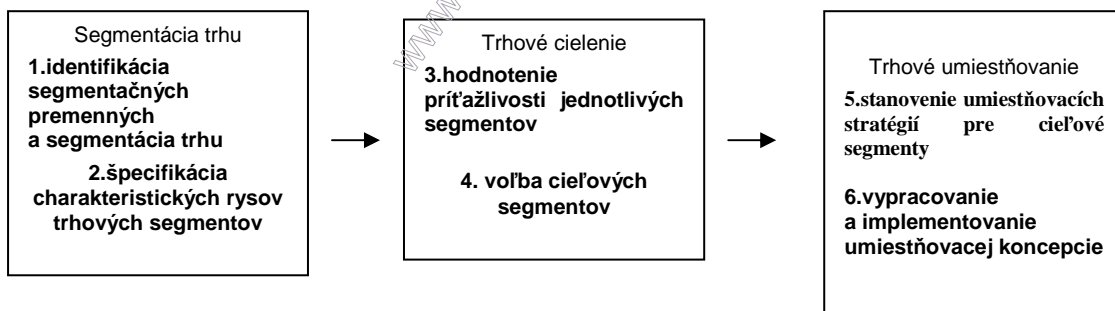 Segmentácia trhu
1.identifikácia
segmentačných
premenných
a segmentácia trhu
2.špecifikácia
charakteristických rysov
trhových segmentov
www
Trhové cielenie
3.hodnotenie
príťažlivosti jednotlivých
segmentov
4. voľba cieľových
segmentov
Trhové umiestňovanie
5.stanovenie umiestňovacích
stratégií pre cieľové
segmenty
6.vypracovanie
a implementovanie
umiestňovacej koncepcie